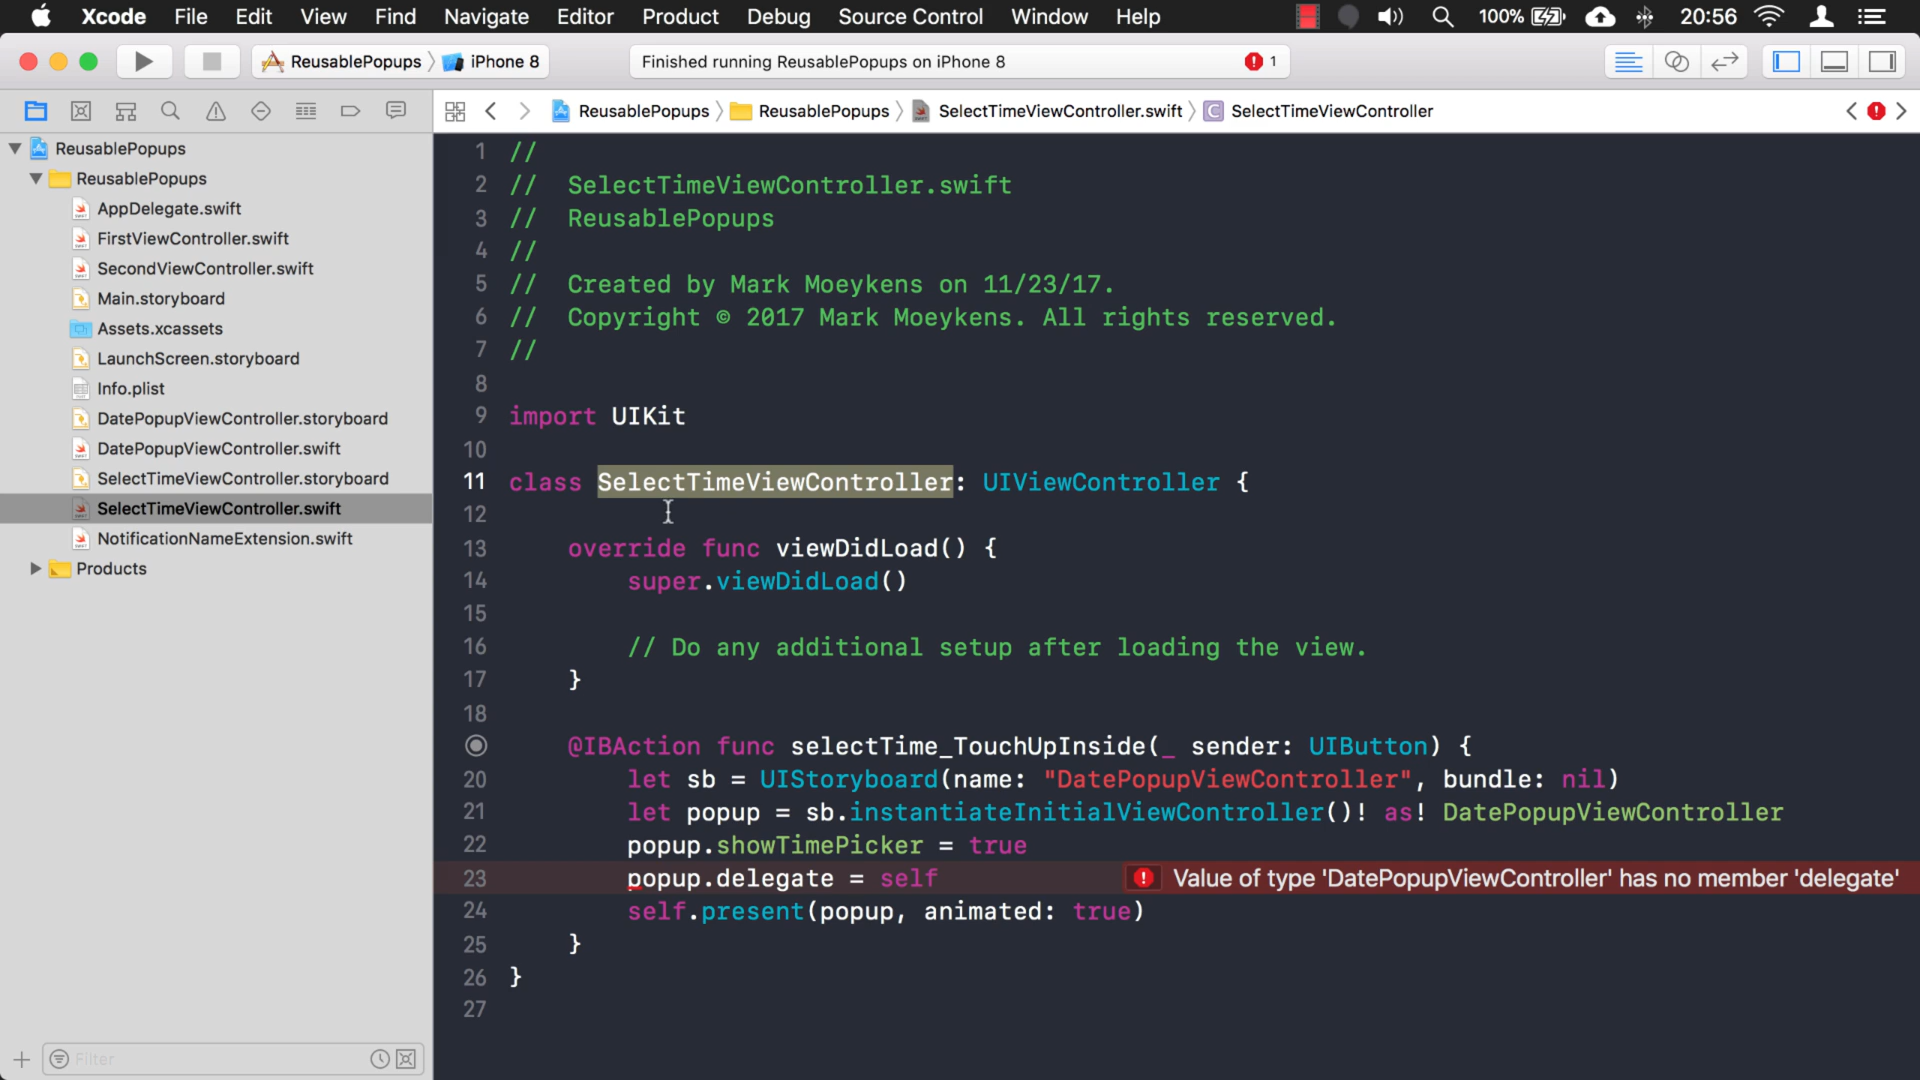 Xcode File Edit View Find Navigate Editor Product Debug Source Control Window Help 100% 20:56
ReusablePopups iPhone 8 Finished running ReusablePopups on iPhone 8 1
ReusablePopups ReusablePopups SelectTimeViewController.swift C SelectTimeViewController
ReusablePopups
ReusablePopups
AppDelegate.swift
FirstViewController.swift
SecondViewController.swift
Main.storyboard
Assets.xcassets
LaunchScreen.storyboard
Info.plist
DatePopupViewController.storyboard
DatePopupViewController.swift
SelectTimeViewController.storyboard
SelectTimeViewController.swift
NotificationNameExtension.swift
Products
Filter
1 //
2 //  SelectTimeViewController.swift
3 //  ReusablePopups
4 //
5 //  Created by Mark Moeykens on 11/23/17.
6 //  Copyright © 2017 Mark Moeykens. All rights reserved.
7 //
8
9 import UIKit
10
11 class SelectTimeViewController: UIViewController {
12
13     override func viewDidLoad() {
14         super.viewDidLoad()
15
16         // Do any additional setup after loading the view.
17     }
18
@IBAction func selectTime_TouchUpInside(_ sender: UIButton) {
20         let sb = UIStoryboard(name: "DatePopupViewController", bundle: nil)
21         let popup = sb.instantiateInitialViewController()! as! DatePopupViewController
22         popup.showTimePicker = true
23         popup.delegate = self Value of type 'DatePopupViewController' has no member 'delegate'
24         self.present(popup, animated: true)
25     }
26 }
27